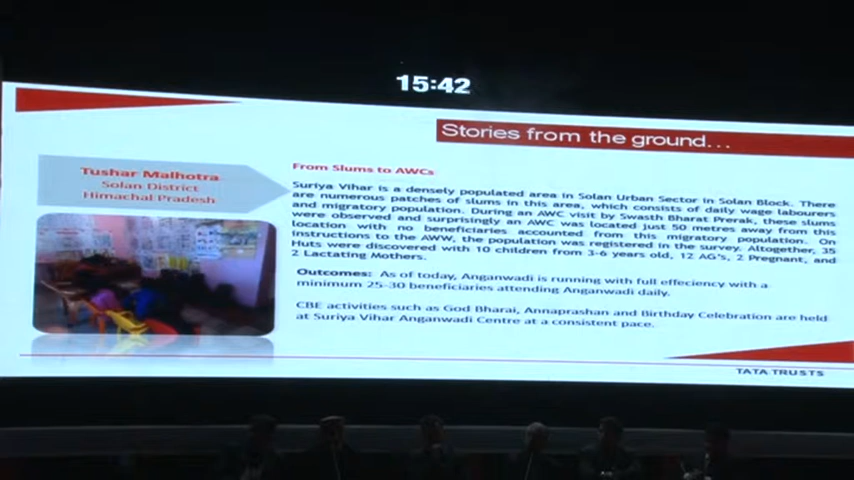 15:42
Stories from the ground...
Tushar Malhotra
Solan District
Himachal Pradesh
From Slums to AWCs
Suriya Vihar is a densely populated area in Solan Urban Sector in Solan Block. There
are numerous patches of slums in this area, which consists of daily wage labourers
and migratory population. During an AWC visit by Swasth Bharat Prerak, these slums
were observed and surprisingly an AWC was located just 50 metres away from this
location with no beneficiaries accounted from this migratory population. On
instructions to the AWW, the population was registered in the survey. Altogether, 35
Huts were discovered with 10 children from 3-6 years old, 12 AG's, 2 Pregnant, and
2 Lactating Mothers.
Outcomes: As of today, Anganwadi is running with full effeciency with a
minimum 25-30 beneficiaries attending Anganwadi daily.
CBE activities such as God Bharai, Annaprashan and Birthday Celebration are held
at Suriya Vihar Anganwadi Centre at a consistent pace.
TATA TRUSTS